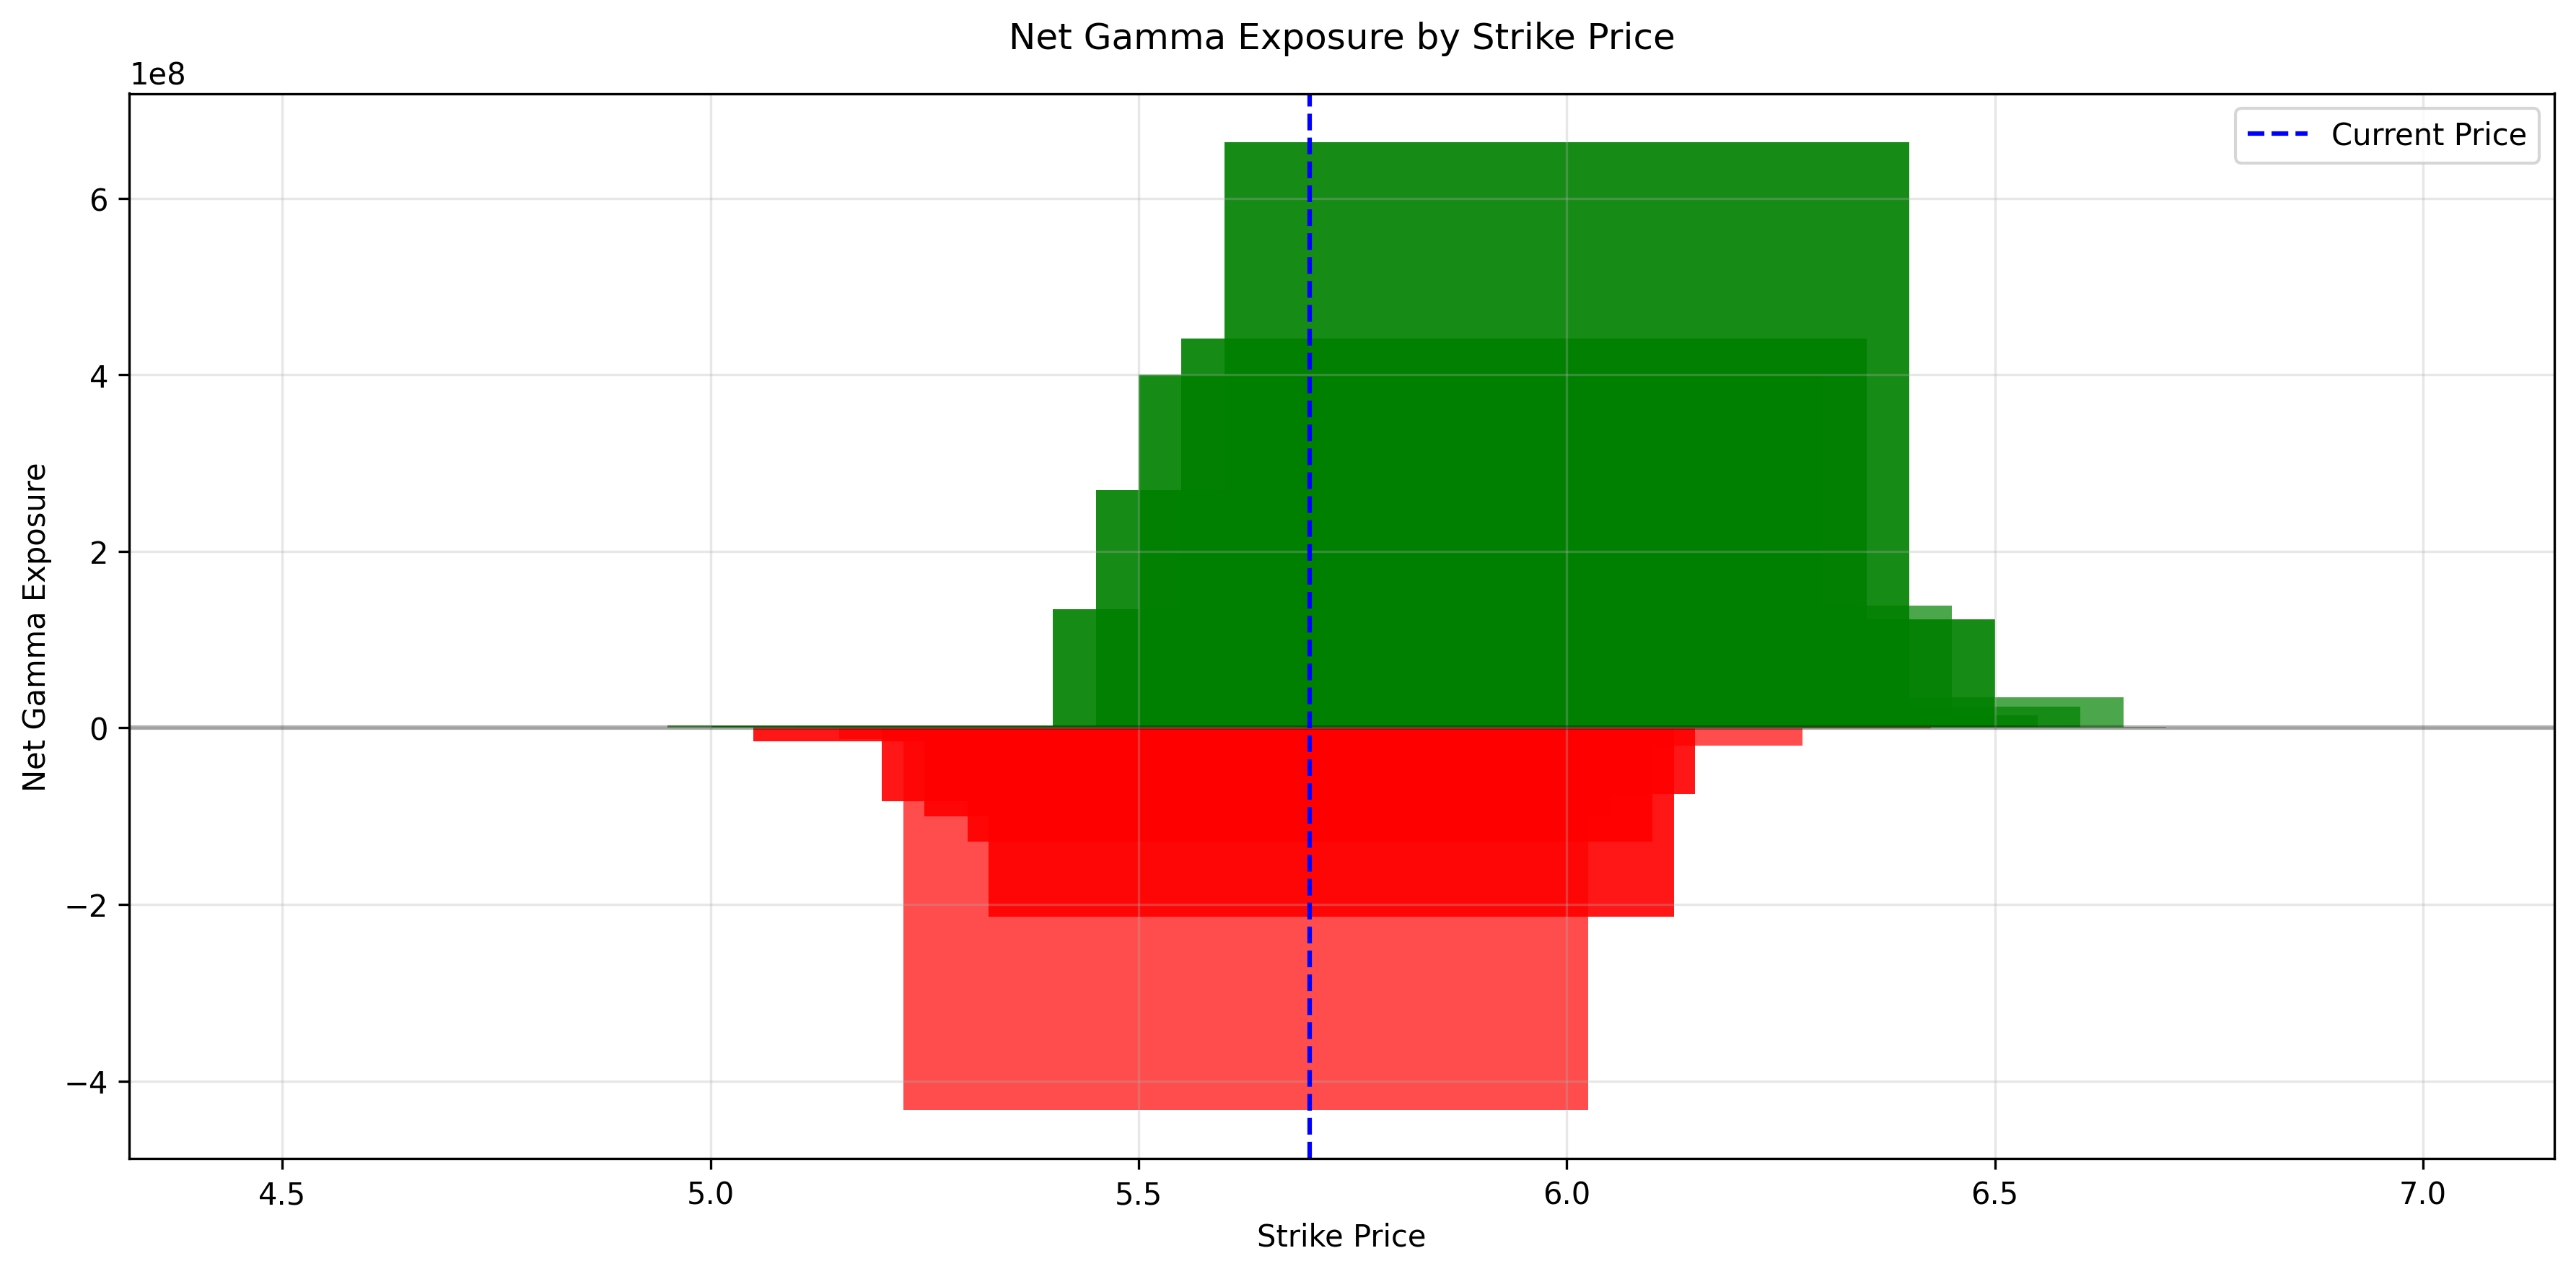 Net Gamma Exposure by Strike Price
1e8
Current Price
6
4
2
0
−2
−4
Net Gamma Exposure
4.5 5.0 5.5 6.0 6.5 7.0
Strike Price